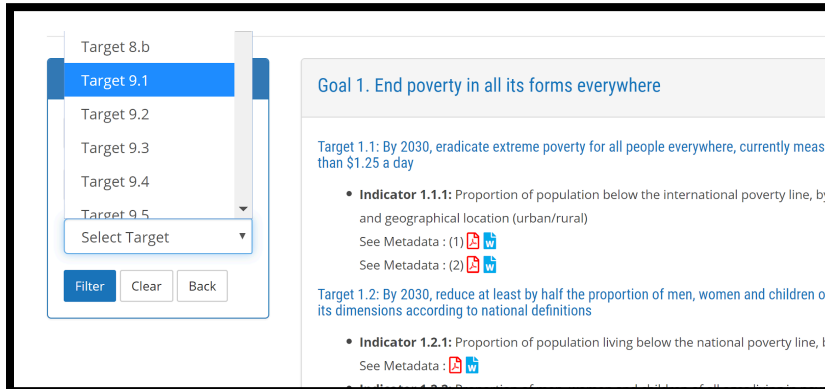 Target 8.b
Target 9.1
Target 9.2
Target 9.3
Target 9.4
Target 9.5
Select Target
Filter Clear Back
Goal 1. End poverty in all its forms everywhere
Target 1.1: By 2030, eradicate extreme poverty for all people everywhere, currently meas
than $1.25 a day
• Indicator 1.1.1: Proportion of population below the international poverty line, by
and geographical location (urban/rural)
See Metadata : (1)
See Metadata : (2)
Target 1.2: By 2030, reduce at least by half the proportion of men, women and children o
its dimensions according to national definitions
• Indicator 1.2.1: Proportion of population living below the national poverty line, b
See Metadata :